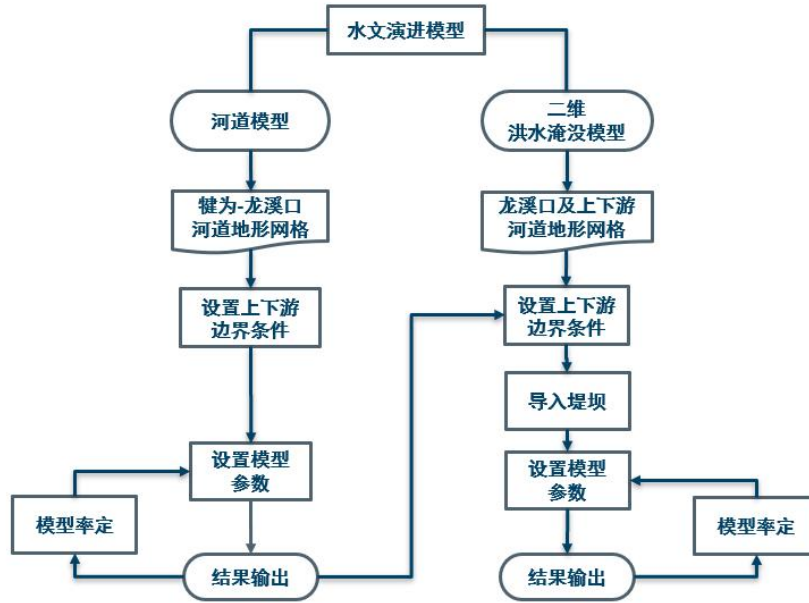 水文演进模型
河道模型
犍为-龙溪口
河道地形网格
设置上下游
边界条件
设置模型
参数
模型率定
结果输出
二维
洪水淹没模型
龙溪口及上下游
河道地形网格
设置上下游
边界条件
导入堤坝
设置模型
参数
模型率定
结果输出